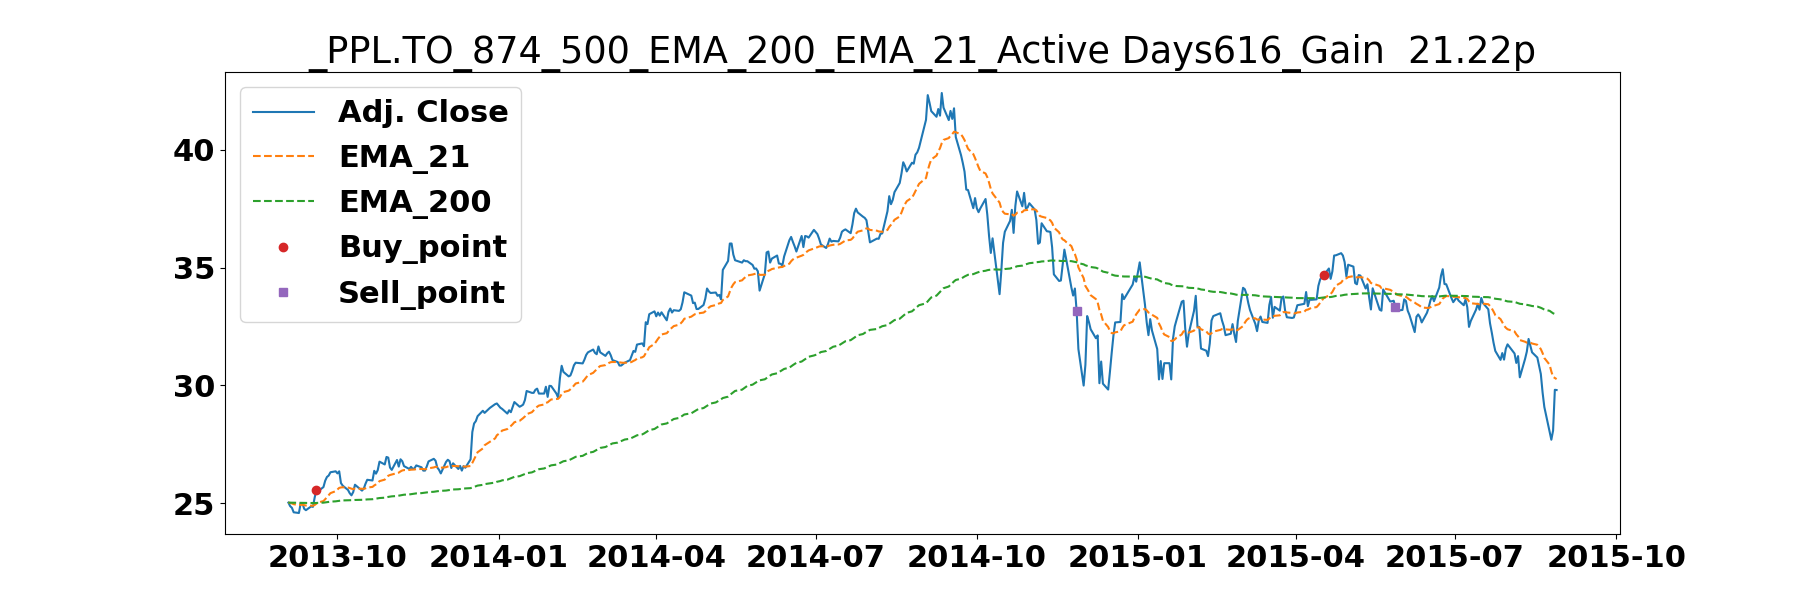 _PPL.TO_874_500_EMA_200_EMA_21_Active Days616_Gain  21.22p
Adj. Close
EMA_21
EMA_200
Buy_point
Sell_point
40
35
30
25
2013-10 2014-01 2014-04 2014-07 2014-10 2015-01 2015-04 2015-07 2015-10